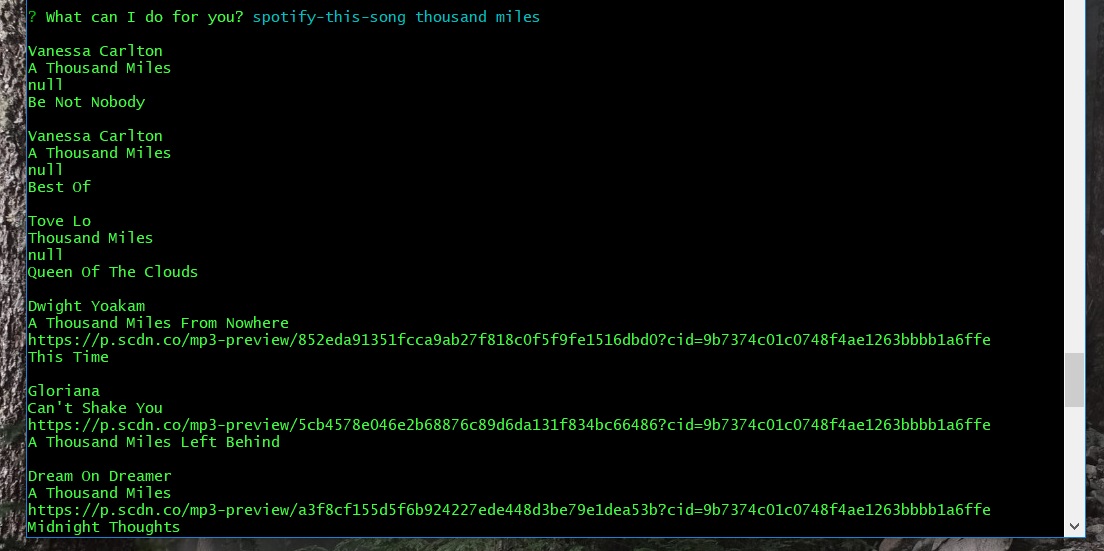 ? What can I do for you? spotify-this-song thousand miles
Vanessa Carlton
A Thousand Miles
null
Be Not Nobody
Vanessa Carlton
A Thousand Miles
null
Best Of
Tove Lo
Thousand Miles
null
Queen Of The Clouds
Dwight Yoakam
A Thousand Miles From Nowhere
https://p.scdn.co/mp3-preview/852eda91351fcca9ab27f818c0f5f9fe1516dbd0?cid=9b7374c01c0748f4ae1263bbbb1a6ffe
This Time
Gloriana
Can't Shake You
https://p.scdn.co/mp3-preview/5cb4578e046e2b68876c89d6da131f834bc66486?cid=9b7374c01c0748f4ae1263bbbb1a6ffe
A Thousand Miles Left Behind
Dream On Dreamer
A Thousand Miles
https://p.scdn.co/mp3-preview/a3f8cf155d5f6b924227ede448d3be79e1dea53b?cid=9b7374c01c0748f4ae1263bbbb1a6ffe
Midnight Thoughts